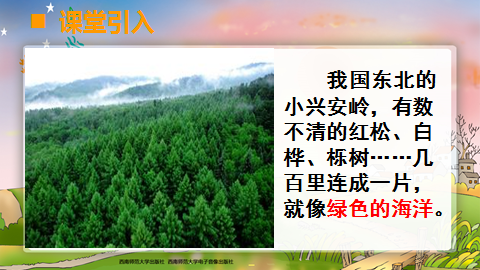 课堂引入
我国东北的
小兴安岭，有数
不清的红松、白
桦、栎树……几
百里连成一片，
就像绿色的海洋。
西南师范大学出版社 西南师范大学电子音像出版社